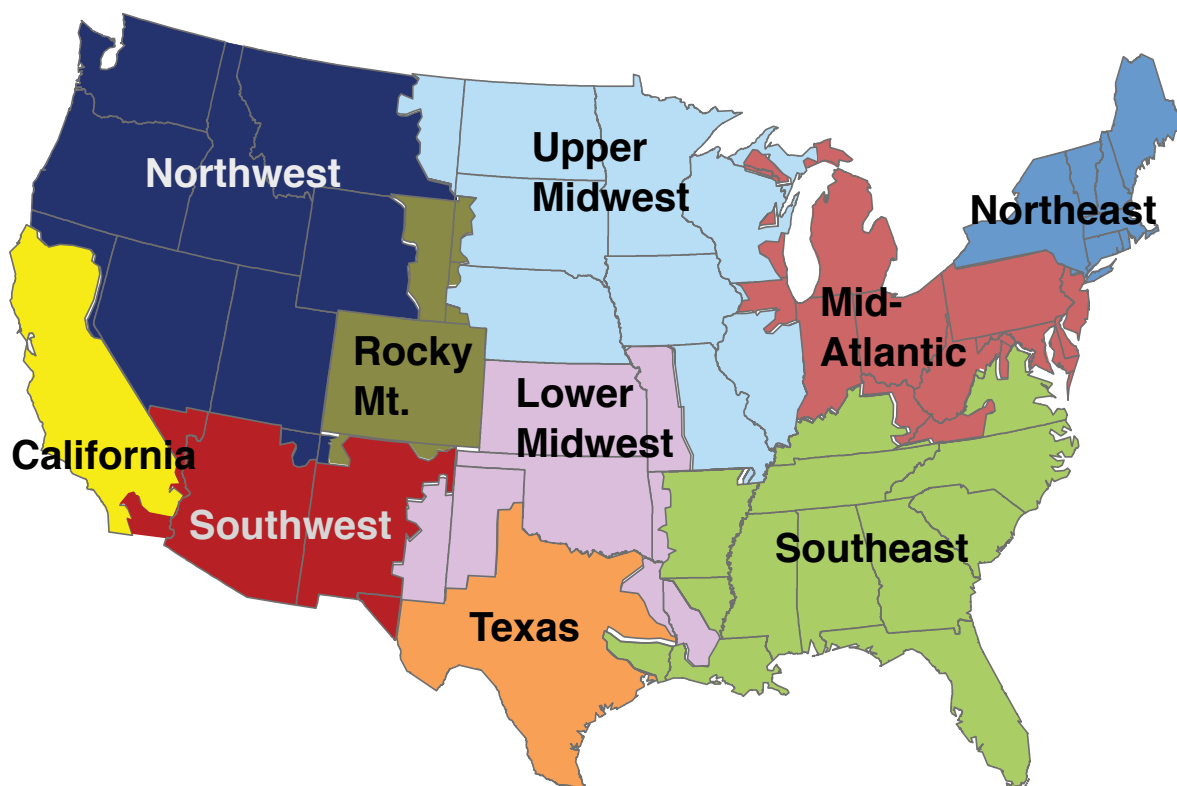 Upper
Midwest
Northwest
Northeast
Mid-
Atlantic
Rocky
Mt.
Lower
Midwest
California
Southwest
Southeast
Texas